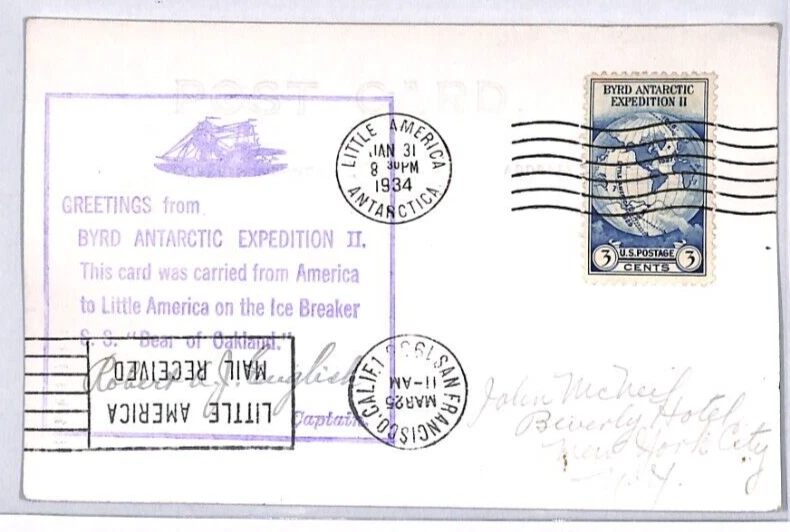 POST CARD
LITTLE AMERICA
JAN 31
8 30 PM
1934
ANTARCTICA
BYRD ANTARCTIC
EXPEDITION II
U.S. POSTAGE
3 CENTS 3
GREETINGS from
BYRD ANTARCTIC EXPEDITION II.
This card was carried from America
to Little America on the Ice Breaker
S. S. "Bear of Oakland."
Robert A. J. English
Captain.
LITTLE AMERICA
MAIL RECEIVED
SAN FRANCISCO, CALIF. 1
MAR 25
11-AM
John McNeil
Beverly Hotel
New York City
N.Y.